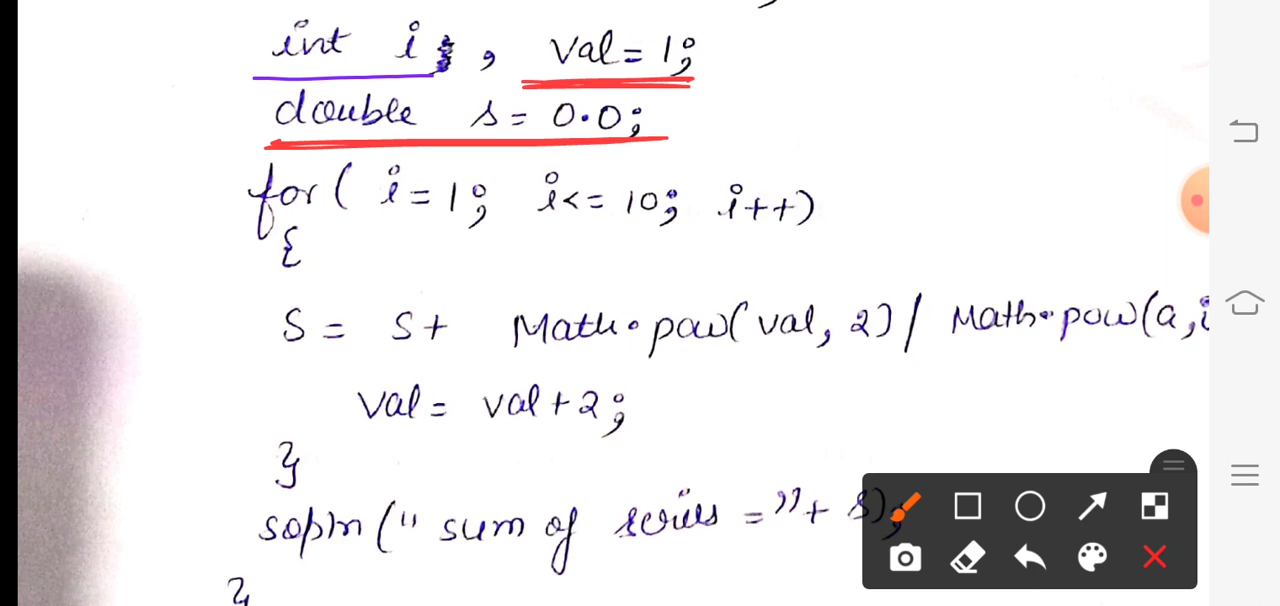 int i, val = 1;
double s = 0.0;
for( i = 1; i <= 10; i++)
{
S = S + Math.pow(val, 2) / Math.pow(a, i
val = val + 2;
}
sopln (" sum of series = " + s);
}